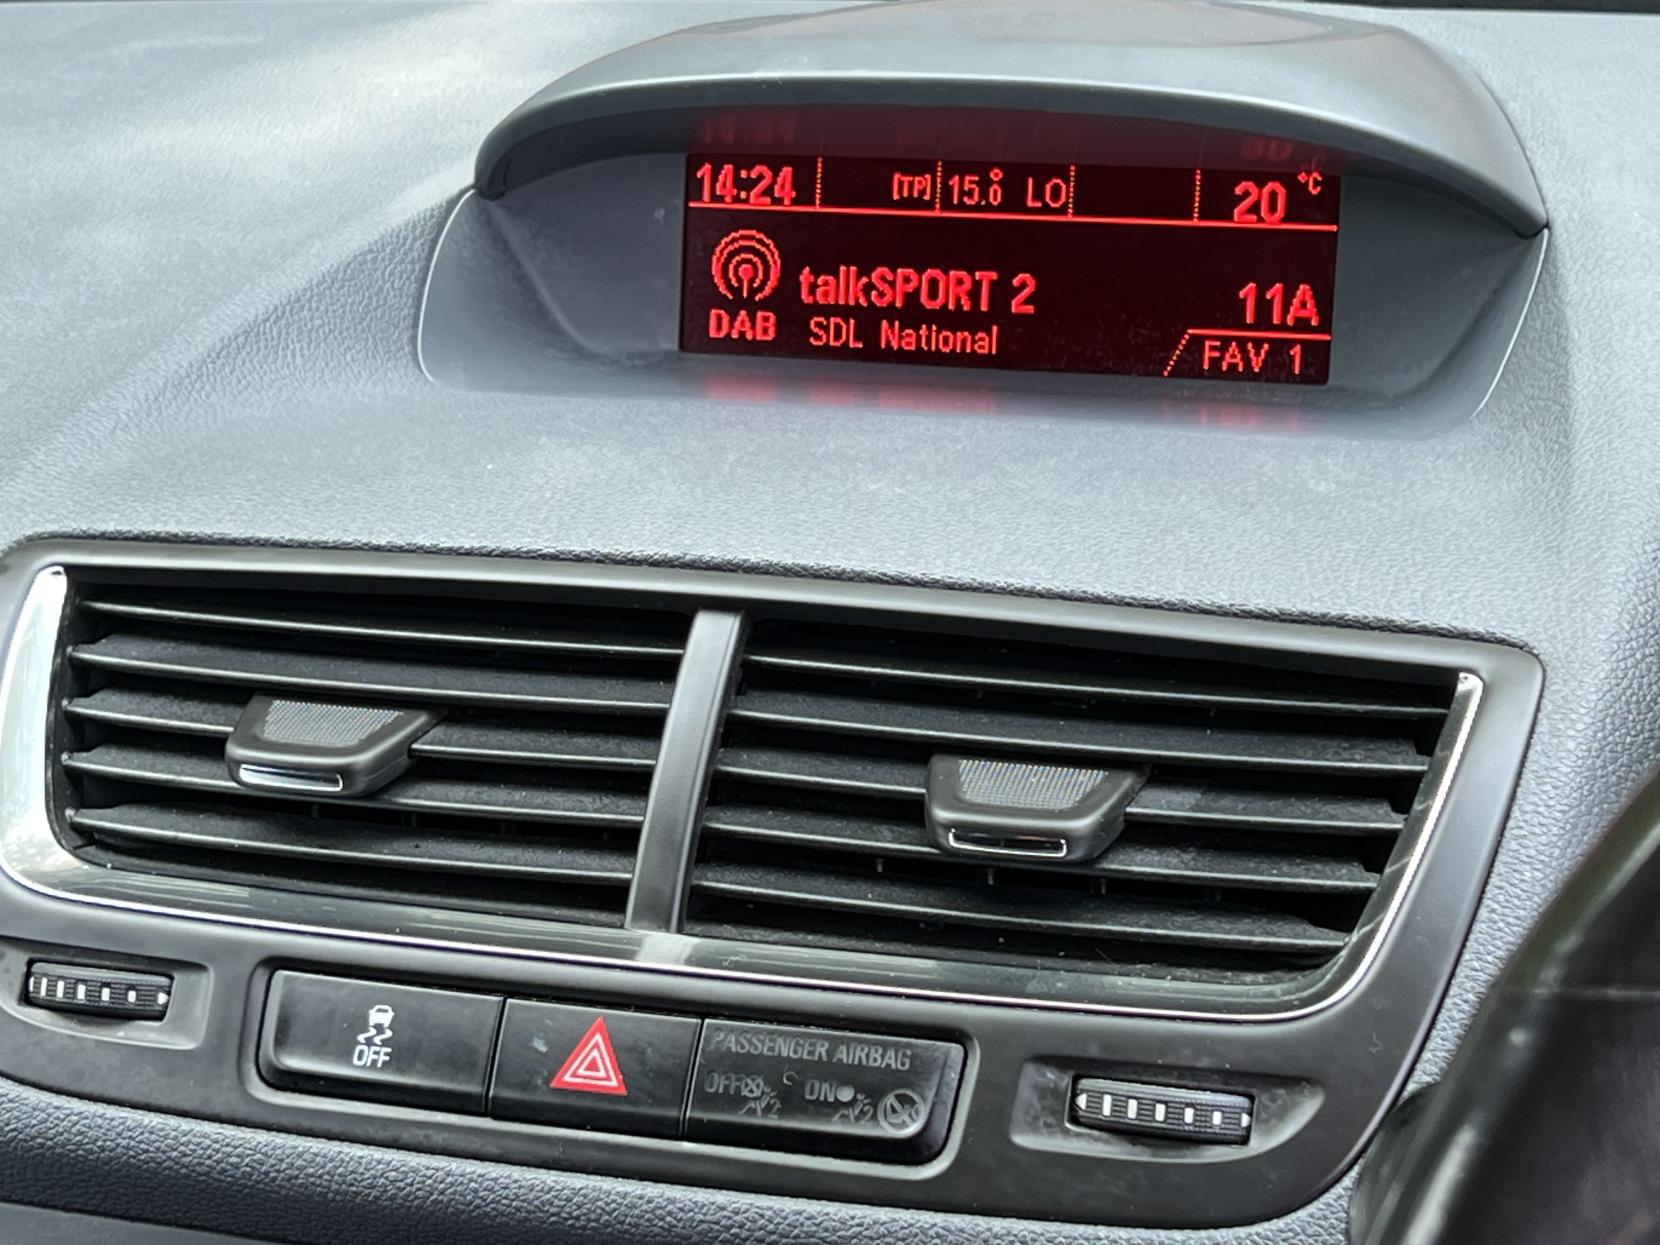 14:24 [TP] 15.0 LO 20 °C
talkSPORT 2 11A
DAB SDL National FAV 1
OFF
PASSENGER AIRBAG
OFF ON